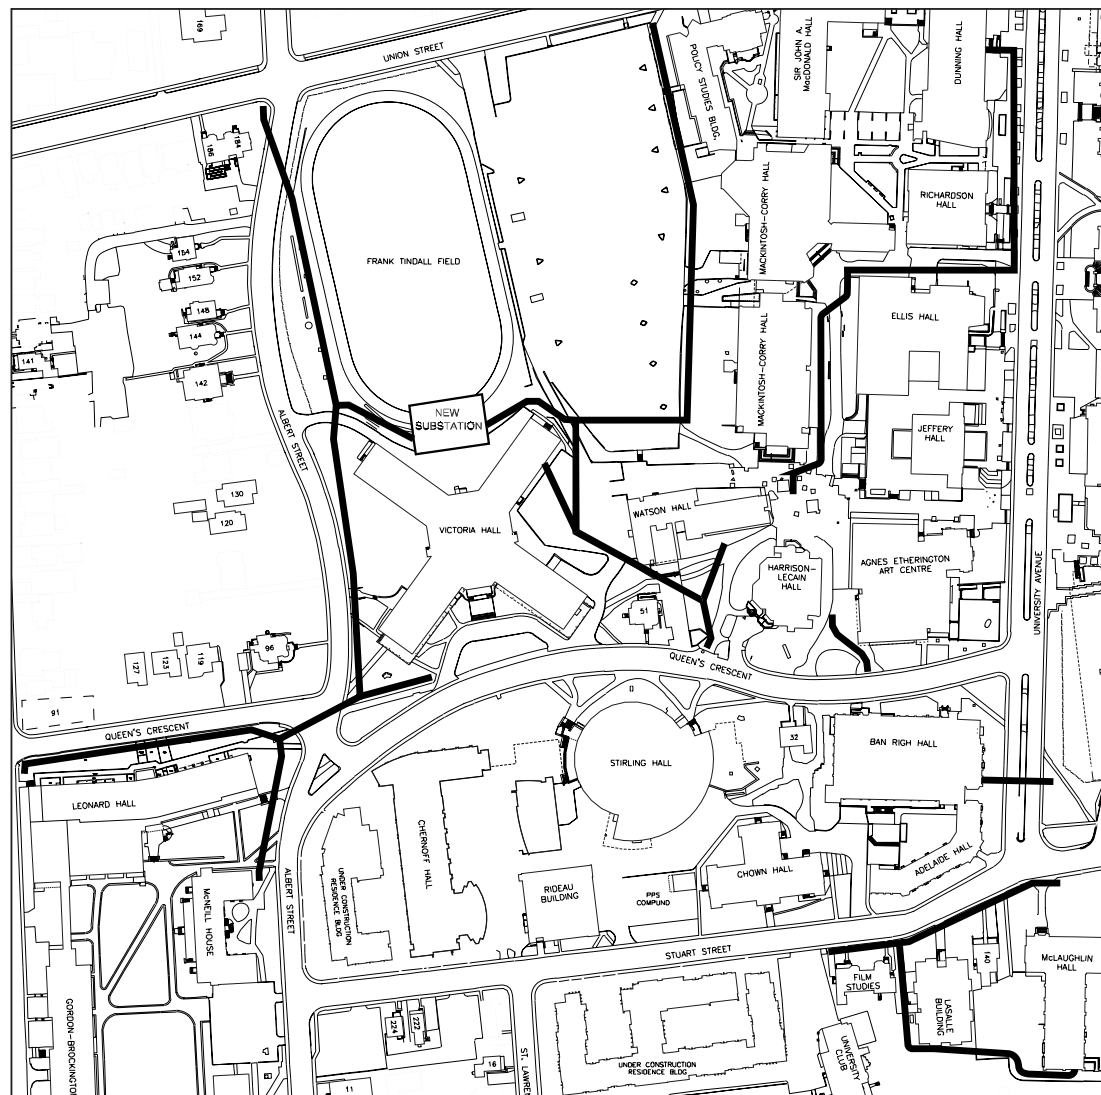 169
UNION STREET
POLICY STUDIES BLDG.
SIR JOHN A.
MacDONALD HALL
DUNNING HALL
186
184
RICHARDSON
HALL
MACKINTOSH-CORRY HALL
154
152
148
144
142
141
FRANK TINDALL FIELD
ELLIS HALL
MACKINTOSH-CORRY HALL
JEFFERY
HALL
NEW
SUBSTATION
ALBERT STREET
130
120
VICTORIA HALL
WATSON HALL
HARRISON-
LECAIN
HALL
AGNES ETHERINGTON
ART CENTRE
UNIVERSITY AVENUE
51
96
127
123
119
91
QUEEN'S CRESCENT
QUEEN'S CRESCENT
STIRLING HALL
32
BAN RIGH HALL
LEONARD HALL
CHERNOFF HALL
UNDER CONSTRUCTION
RESIDENCE BLDG
ALBERT STREET
McNEILL HOUSE
RIDEAU
BUILDING
PPS
COMPUND
CHOWN HALL
ADELAIDE HALL
STUART STREET
FILM
STUDIES
LASALLE
BUILDING
140
McLAUGHLIN
HALL
GORDON-BROCKINGTON
224
222
16
11
ST. LAWREN
UNDER CONSTRUCTION
RESIDENCE BLDG
UNIVERSITY
CLUB